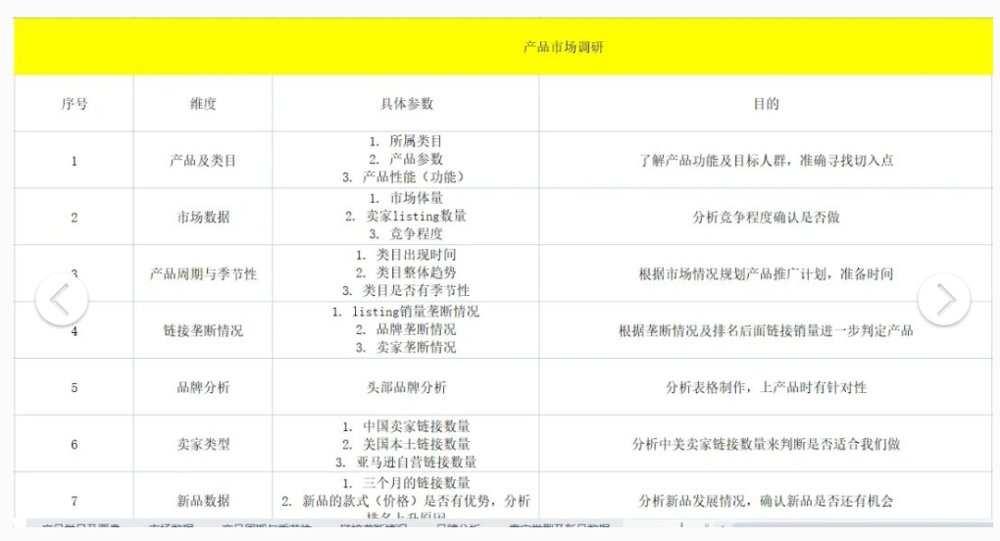 产品市场调研
序号 维度 具体参数 目的
1 产品及类目 1. 所属类目
2. 产品参数
3. 产品性能（功能） 了解产品功能及目标人群，准确寻找切入点
2 市场数据 1. 市场体量
2. 卖家listing数量
3. 竞争程度 分析竞争程度确认是否做
3 产品周期与季节性 1. 类目出现时间
2. 类目整体趋势
3. 类目是否有季节性 根据市场情况规划产品推广计划，准备时间
4 链接垄断情况 1. listing销量垄断情况
2. 品牌垄断情况
3. 卖家垄断情况 根据垄断情况及排名后面链接销量进一步判定产品
5 品牌分析 头部品牌分析 分析表格制作，上产品时有针对性
6 卖家类型 1. 中国卖家链接数量
2. 美国本土链接数量
3. 亚马逊自营链接数量 分析中美卖家链接数量来判断是否适合我们做
7 新品数据 1. 三个月的链接数量
2. 新品的款式（价格）是否有优势，分析
排名上升原因 分析新品发展情况，确认新品是否还有机会